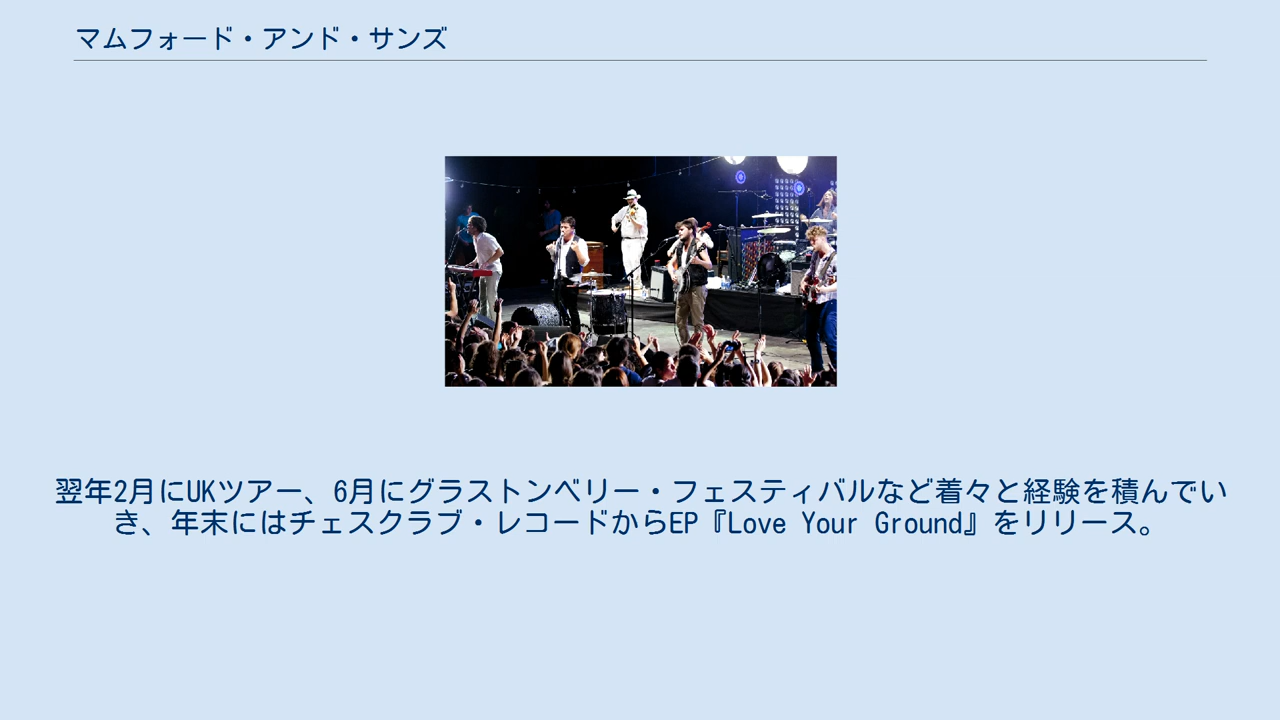 マムフォード・アンド・サンズ
翌年2月にUKツアー、6月にグラストンベリー・フェスティバルなど着々と経験を積んでい
き、年末にはチェスクラブ・レコードからEP『Love Your Ground』をリリース。